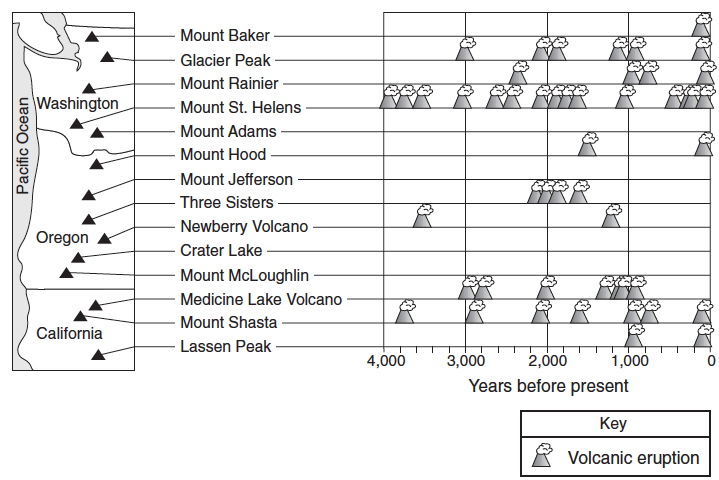 Pacific Ocean
Washington
Oregon
California
Mount Baker
Glacier Peak
Mount Rainier
Mount St. Helens
Mount Adams
Mount Hood
Mount Jefferson
Three Sisters
Newberry Volcano
Crater Lake
Mount McLoughlin
Medicine Lake Volcano
Mount Shasta
Lassen Peak
4,000 3,000 2,000 1,000 0
Years before present
Key
Volcanic eruption